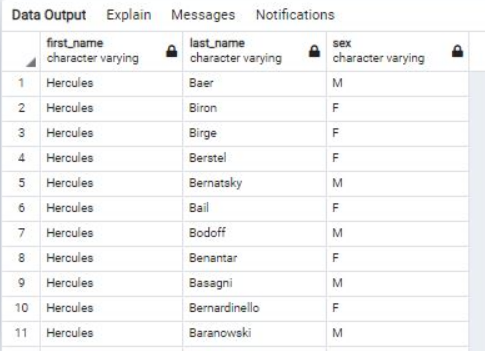 Data Output Explain Messages Notifications
first_name last_name sex
character varying character varying character varying
1 Hercules Baer M
2 Hercules Biron F
3 Hercules Birge F
4 Hercules Berstel F
5 Hercules Bernatsky M
6 Hercules Bail F
7 Hercules Bodoff M
8 Hercules Benantar F
9 Hercules Basagni M
10 Hercules Bernardinello F
11 Hercules Baranowski M